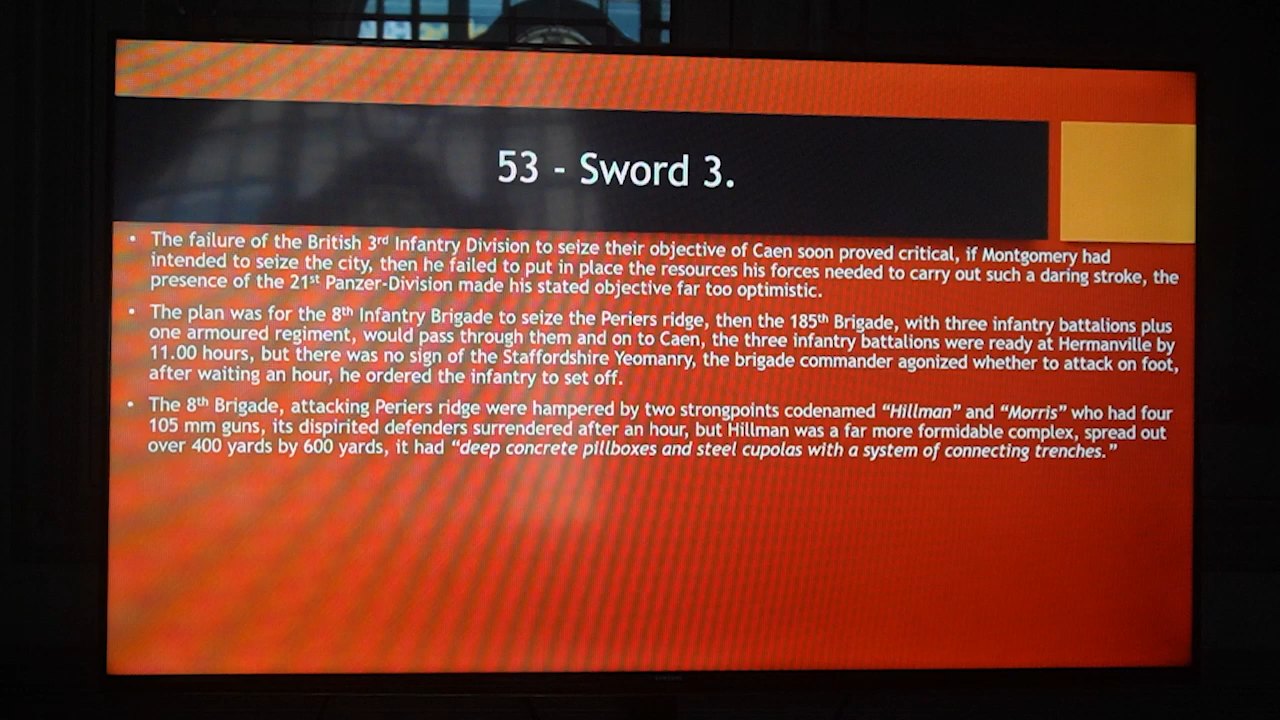 53 - Sword 3.
• The failure of the British 3rd Infantry Division to seize their objective of Caen soon proved critical, if Montgomery had
intended to seize the city, then he failed to put in place the resources his forces needed to carry out such a daring stroke, the
presence of the 21st Panzer-Division made his stated objective far too optimistic.
• The plan was for the 8th Infantry Brigade to seize the Periers ridge, then the 185th Brigade, with three infantry battalions plus
one armoured regiment, would pass through them and on to Caen, the three infantry battalions were ready at Hermanville by
11.00 hours, but there was no sign of the Staffordshire Yeomanry, the brigade commander agonized whether to attack on foot,
after waiting an hour, he ordered the infantry to set off.
• The 8th Brigade, attacking Periers ridge were hampered by two strongpoints codenamed “Hillman” and “Morris” who had four
105 mm guns, its dispirited defenders surrendered after an hour, but Hillman was a far more formidable complex, spread out
over 400 yards by 600 yards, it had “deep concrete pillboxes and steel cupolas with a system of connecting trenches.”